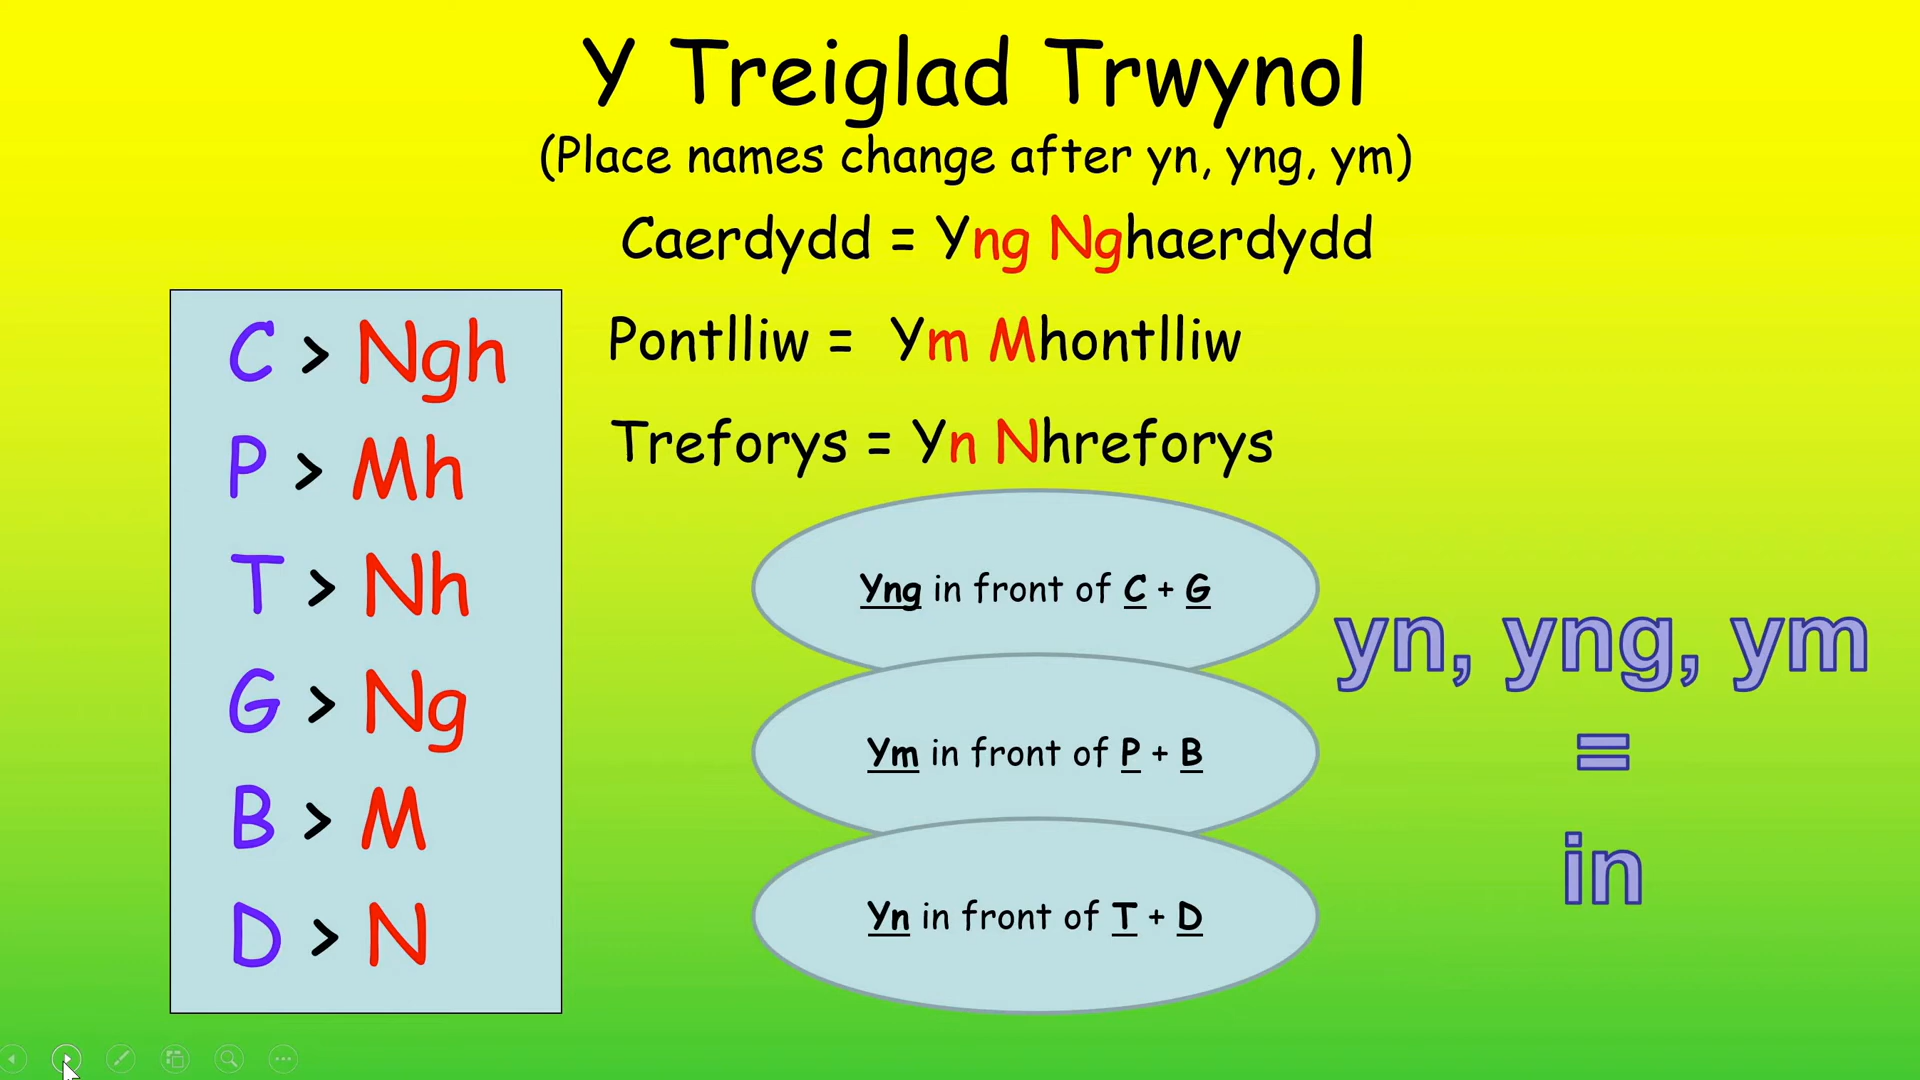 Y Treiglad Trwynol
(Place names change after yn, yng, ym)
Caerdydd = Yng Nghaerdydd
Pontlliw = Ym Mhontlliw
Treforys = Yn Nhreforys
C > Ngh
P > Mh
T > Nh
G > Ng
B > M
D > N
Yng in front of C + G
Ym in front of P + B
Yn in front of T + D
yn, yng, ym
=
in